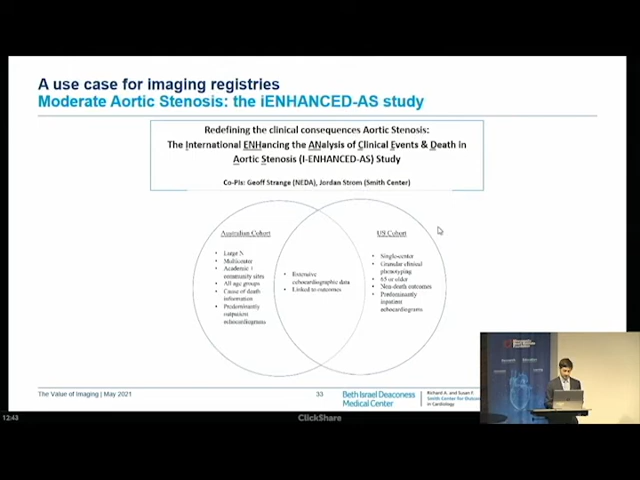 A use case for imaging registries
Moderate Aortic Stenosis: the iENHANCED-AS study
Redefining the clinical consequences Aortic Stenosis:
The International ENHancing the ANalysis of Clinical Events & Death in
Aortic Stenosis (I-ENHANCED-AS) Study
Co-PIs: Geoff Strange (NEDA), Jordan Strom (Smith Center)
Australian Cohort
Large N
Multicenter
Academic +
community sites
All age groups
Cause of death
information
Predominantly
outpatient
echocardiograms
Extensive
echocardiographic data
Linked to outcomes
US Cohort
Single-center
Granular clinical
phenotyping
65 or older
Non-death outcomes
Predominantly
inpatient
echocardiograms
The Value of Imaging | May 2021
33
Beth Israel Deaconess
Medical Center
Richard A. and Susan F.
Smith Center for
in Cardiology
12:43
ClickShare